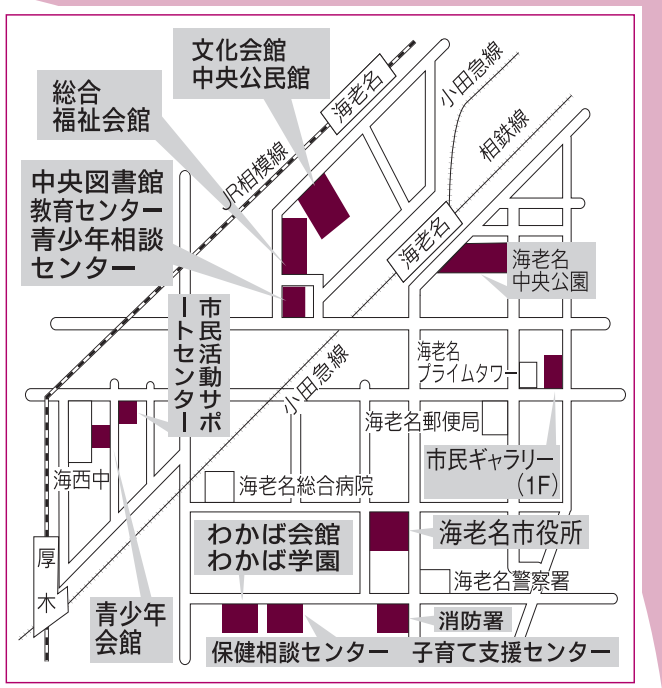 文化会館
中央公民館
総合
福祉会館
海老名
小田急線
相鉄線
JR相模線
中央図書館
教育センター
青少年相談
センター
海老名
海老名
中央公園
市民活動サポ
ートセンター
小田急線
海老名
プライムタワー
海老名郵便局
市民ギャラリー
(1F)
海西中
海老名総合病院
わかば会館
わかば学園
海老名市役所
厚木
海老名警察署
青少年
会館
消防署
保健相談センター
子育て支援センター